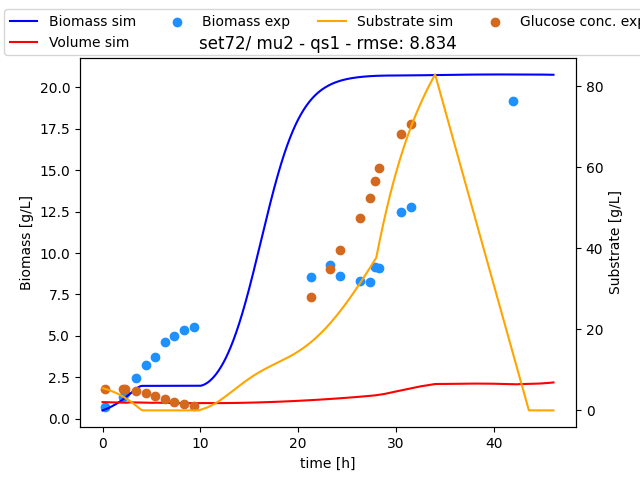 Biomass sim Biomass exp Substrate sim Glucose conc. exp
Volume sim
set72/ mu2 - qs1 - rmse: 8.834
20.0
17.5
15.0
12.5
10.0
7.5
5.0
2.5
0.0
Biomass [g/L]
80
60
40
20
0
Substrate [g/L]
0 10 20 30 40
time [h]